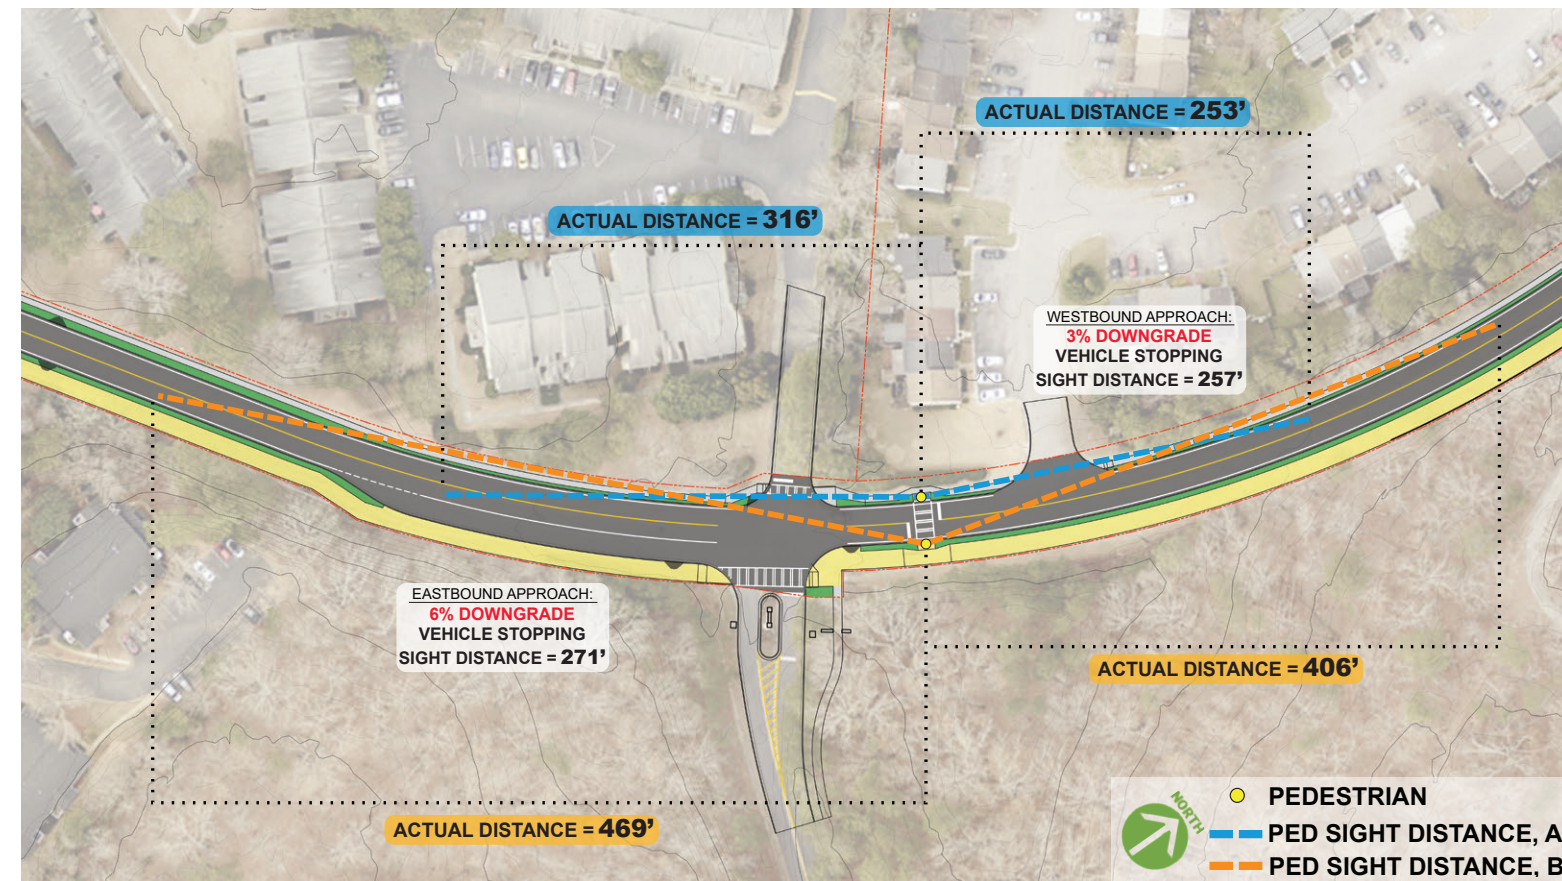 ACTUAL DISTANCE = 253’
ACTUAL DISTANCE = 316’
WESTBOUND APPROACH:
3% DOWNGRADE
VEHICLE STOPPING
SIGHT DISTANCE = 257’
EASTBOUND APPROACH:
6% DOWNGRADE
VEHICLE STOPPING
SIGHT DISTANCE = 271’
ACTUAL DISTANCE = 406’
ACTUAL DISTANCE = 469’
NORTH
PEDESTRIAN
PED SIGHT DISTANCE, A
PED SIGHT DISTANCE, B